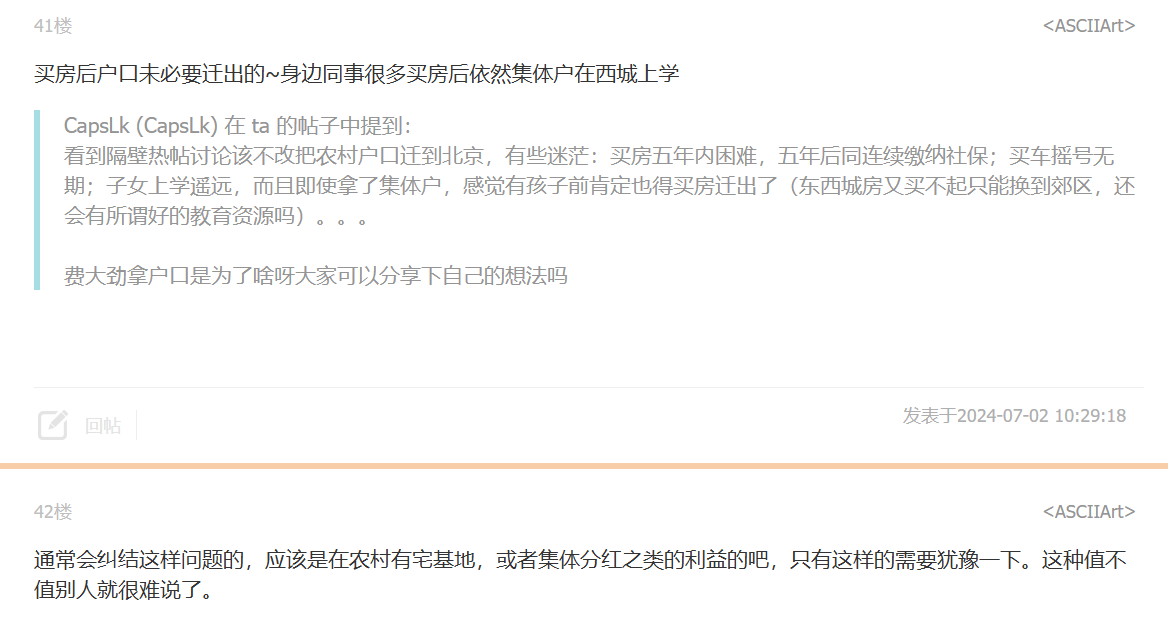 41楼 <ASCIIArt>
买房后户口未必要迁出的~身边同事很多买房后依然集体户在西城上学
CapsLk (CapsLk) 在 ta 的帖子中提到：
看到隔壁热帖讨论该不改把农村户口迁到北京，有些迷茫：买房五年内困难，五年后同连续缴纳社保；买车摇号无
期；子女上学遥远，而且即使拿了集体户，感觉有孩子前肯定也得买房迁出了（东西城房又买不起只能换到郊区，还
会有所谓好的教育资源吗）。。。
费大劲拿户口是为了啥呀大家可以分享下自己的想法吗
回帖 发表于2024-07-02 10:29:18
42楼 <ASCIIArt>
通常会纠结这样问题的，应该是在农村有宅基地，或者集体分红之类的利益的吧，只有这样的需要犹豫一下。这种值不
值别人就很难说了。